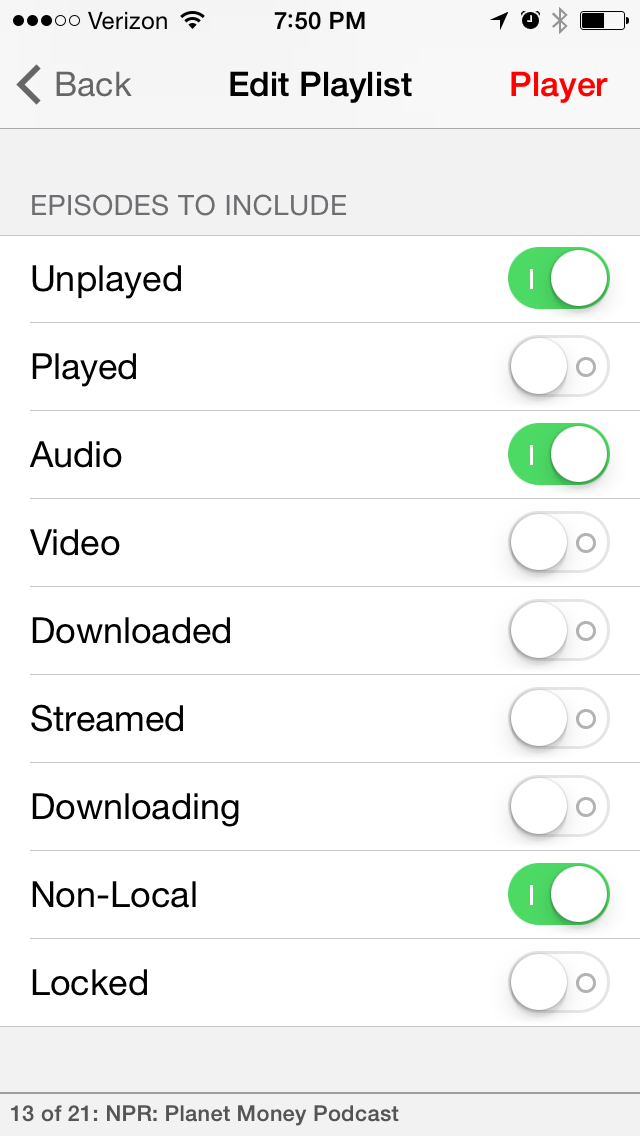 Verizon 7:50 PM
Back Edit Playlist Player
EPISODES TO INCLUDE
Unplayed
Played
Audio
Video
Downloaded
Streamed
Downloading
Non-Local
Locked
13 of 21: NPR: Planet Money Podcast